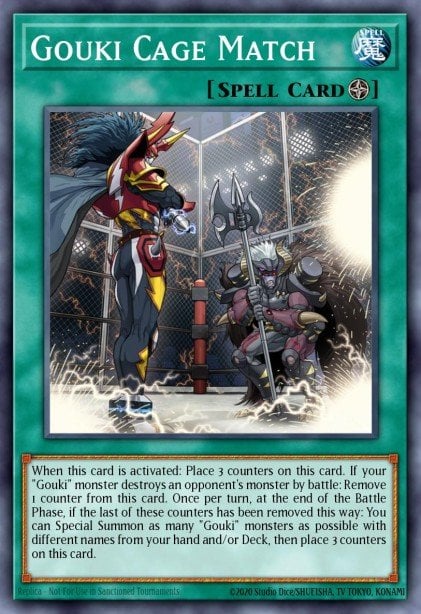 GOUKI CAGE MATCH
SPELL
魔
[SPELL CARD]
When this card is activated: Place 3 counters on this card. If your
"Gouki" monster destroys an opponent's monster by battle: Remove
1 counter from this card. Once per turn, at the end of the Battle
Phase, if the last of these counters has been removed this way: You
can Special Summon as many "Gouki" monsters as possible with
different names from your hand and/or Deck, then place 3 counters
on this card.
Replica - Not For Use in Sanctioned Tournaments
©2020 Studio Dice/SHUEISHA, TV TOKYO, KONAMI